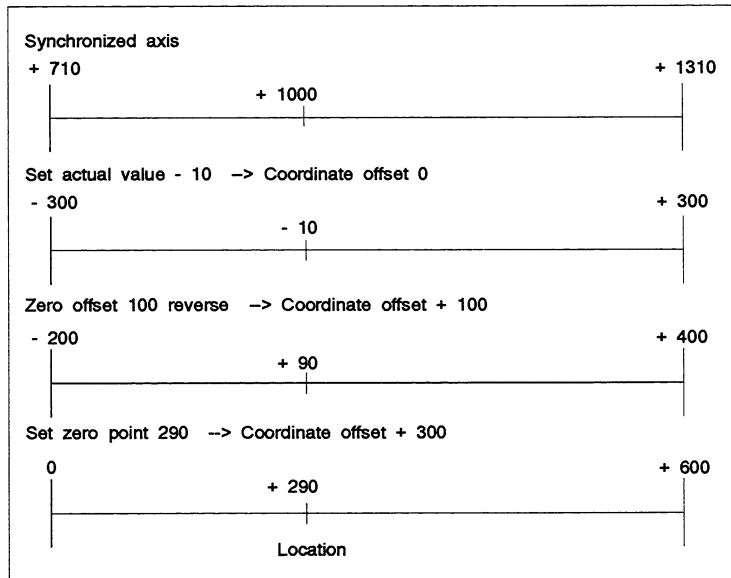 Synchronized axis
+ 710
+ 1310
+ 1000
Set actual value - 10 --> Coordinate offset 0
- 300
+ 300
- 10
Zero offset 100 reverse --> Coordinate offset + 100
- 200
+ 400
+ 90
Set zero point 290 --> Coordinate offset + 300
0
+ 600
+ 290
Location